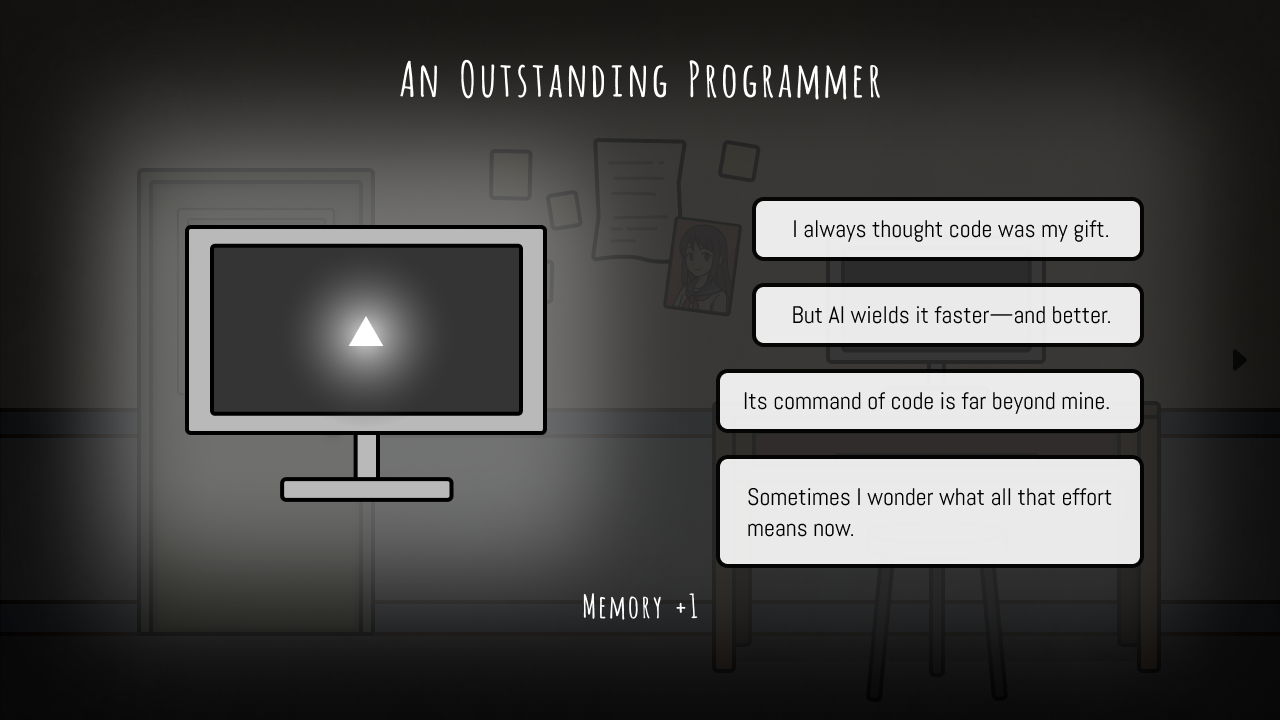 An Outstanding Programmer
I always thought code was my gift.
But AI wields it faster—and better.
Its command of code is far beyond mine.
Sometimes I wonder what all that effort
means now.
Memory +1